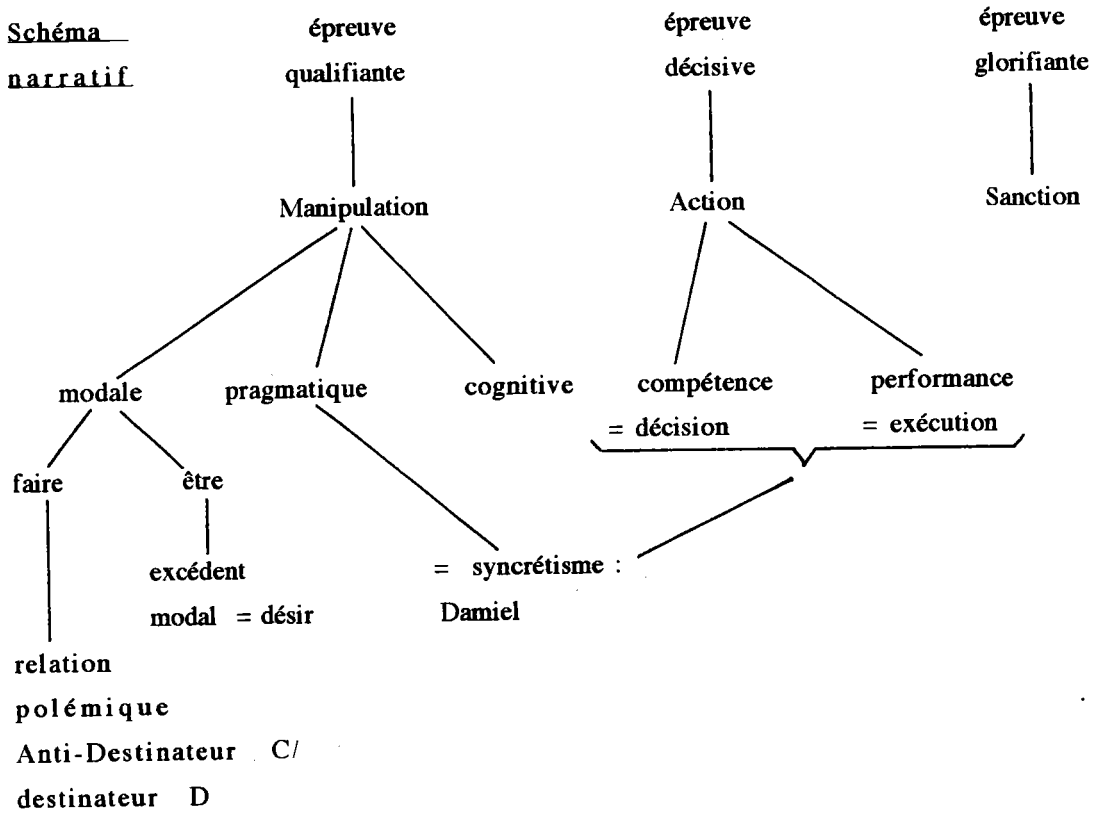 Schéma
narratif
épreuve
qualifiante
épreuve
décisive
épreuve
glorifiante
Manipulation
Action
Sanction
modale
pragmatique
cognitive
compétence
= décision
performance
= exécution
faire
être
excédent
modal = désir
= syncrétisme :
Damiel
relation
polémique
Anti-Destinateur C/
destinateur D